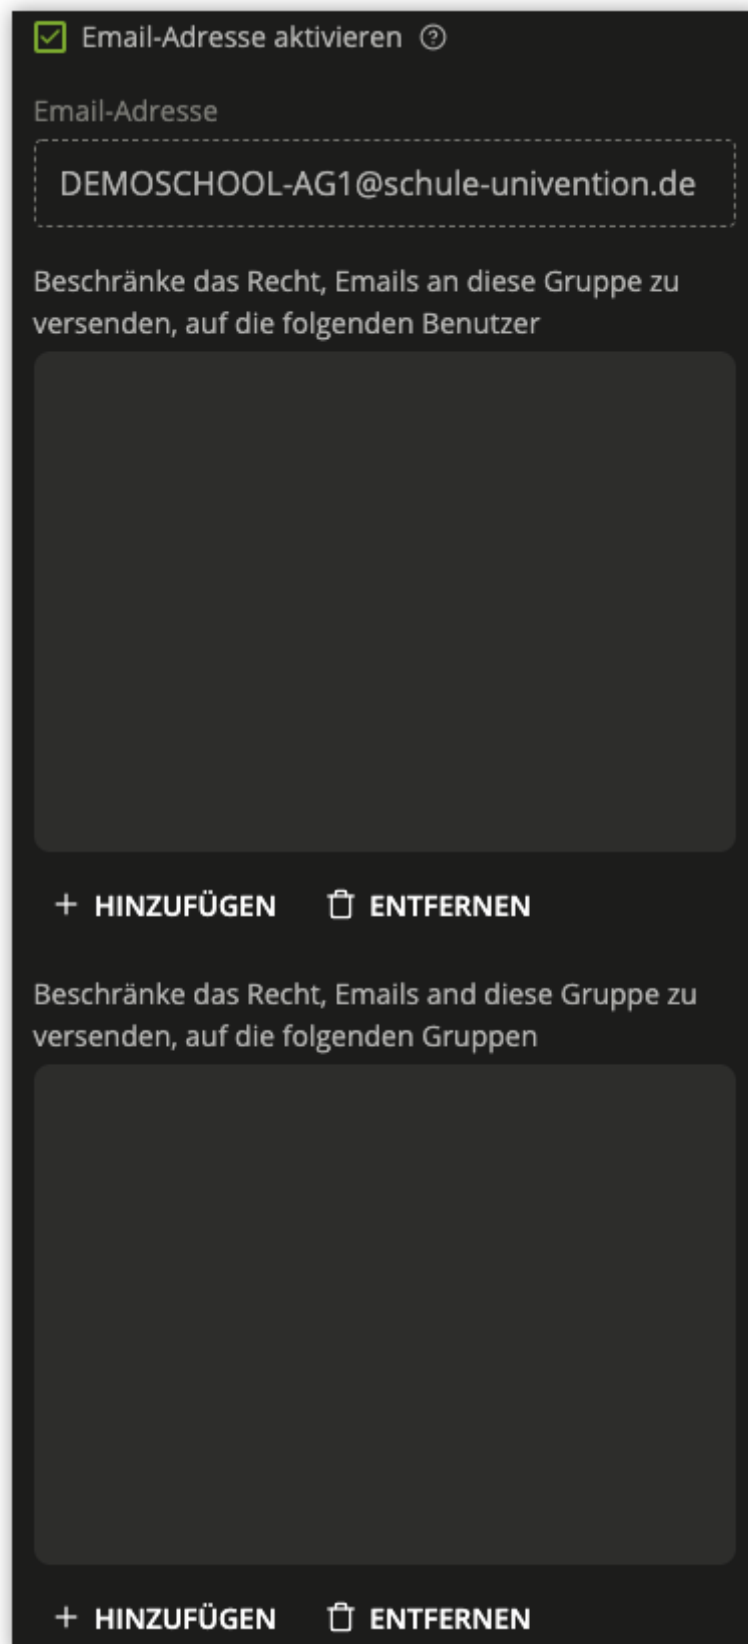 Email-Adresse aktivieren
Email-Adresse
DEMOSCHOOL-AG1@schule-univention.de
Beschränke das Recht, Emails an diese Gruppe zu
versenden, auf die folgenden Benutzer
+ HINZUFÜGEN ENTFERNEN
Beschränke das Recht, Emails and diese Gruppe zu
versenden, auf die folgenden Gruppen
+ HINZUFÜGEN ENTFERNEN